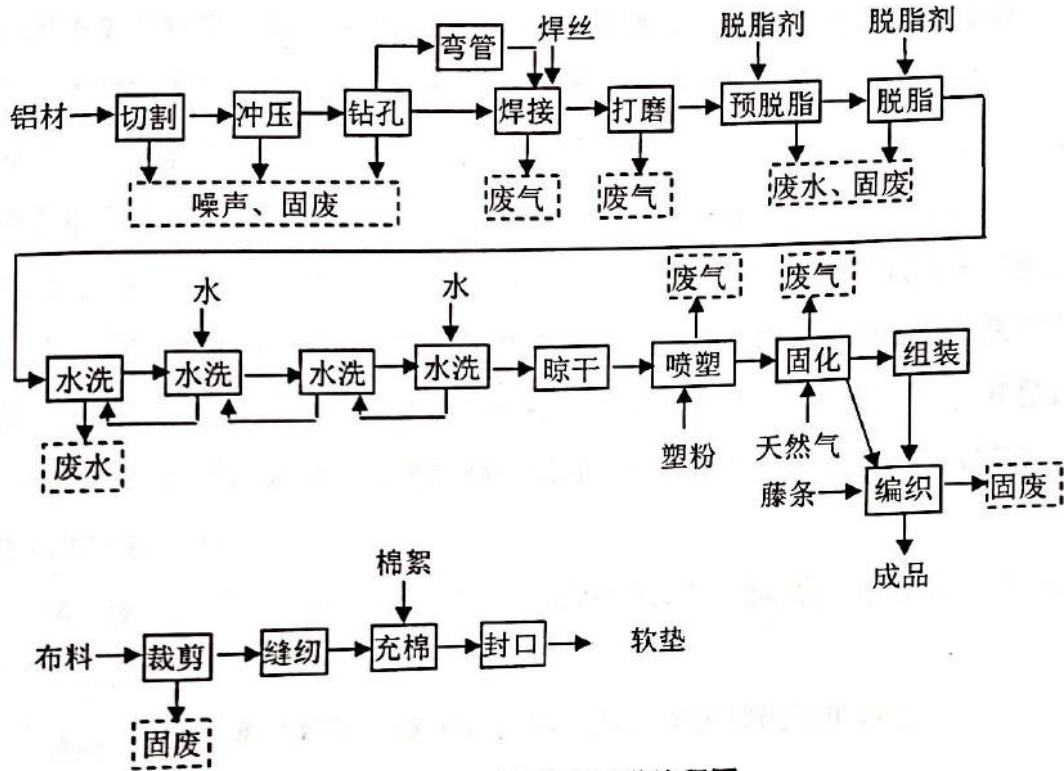 弯管 焊丝 脱脂剂 脱脂剂
铝材 切割 冲压 钻孔 焊接 打磨 预脱脂 脱脂
噪声、固废 废气 废气 废水、固废
水 水 废气 废气
水洗 水洗 水洗 水洗 晾干 喷塑 固化 组装
废水 塑粉 天然气
藤条 编织 固废
成品
棉絮
布料 裁剪 缝纫 充棉 封口 软垫
固废